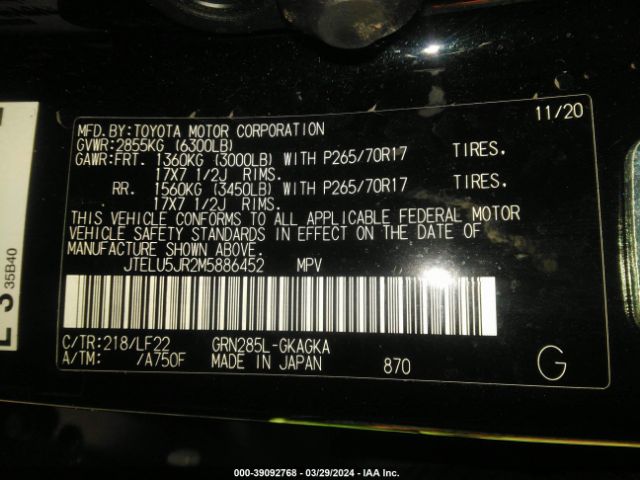 11/20
MFD.BY:TOYOTA MOTOR CORPORATION
GVWR:2855KG (6300LB)
GAWR:FRT. 1360KG (3000LB) WITH P265/70R17 TIRES.
17X7 1/2J RIMS.
RR. 1560KG (3450LB) WITH P265/70R17 TIRES.
17X7 1/2J RIMS.
THIS VEHICLE CONFORMS TO ALL APPLICABLE FEDERAL MOTOR
VEHICLE SAFETY STANDARDS IN EFFECT ON THE DATE OF
MANUFACTURE SHOWN ABOVE.
JTELU5JR2M5886452 MPV
C/TR:218/LF22 GRN285L-GKAGKA
A/TM: /A750F MADE IN JAPAN 870 G
35B40
000-39092768 - 03/29/2024 - IAA Inc.